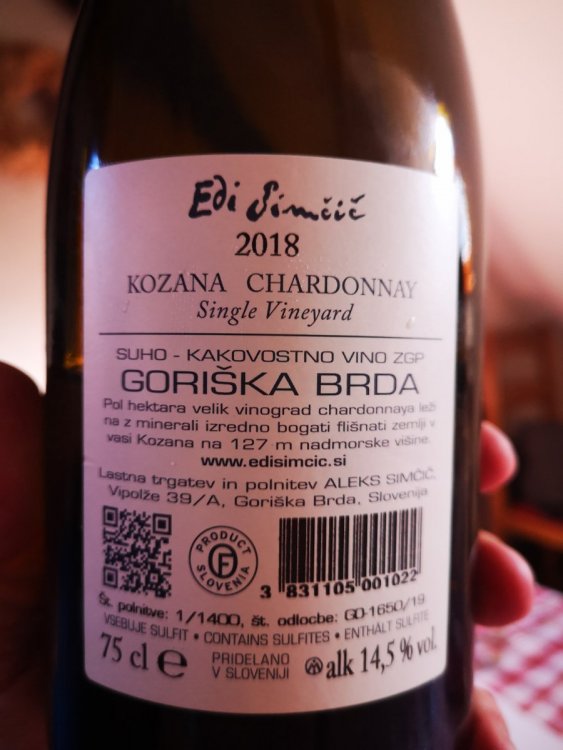 Edi Simčič
2018
KOZANA CHARDONNAY
Single Vineyard
SUHO - KAKOVOSTNO VINO ZGP
GORIŠKA BRDA
Pol hektara velik vinograd chardonnaya leži
na z minerali izredno bogati flišnati zemlji v
vasi Kozana na 127 m nadmorske višine.
www.edisimcic.si
Lastna trgatev in polnitev ALEKS SIMČIČ,
Vipolže 39/A, Goriška Brda, Slovenija
PRODUCT
SLOVENIA
3 831105 001022
Št. polnitve: 1/1400, št. odločbe: GO-1650/19
VSEBUJE SULFIT • CONTAINS SULFITES • ENTHÄLT SULFITE
75 cl e PRIDELANO alk 14,5 % vol.
V SLOVENIJI